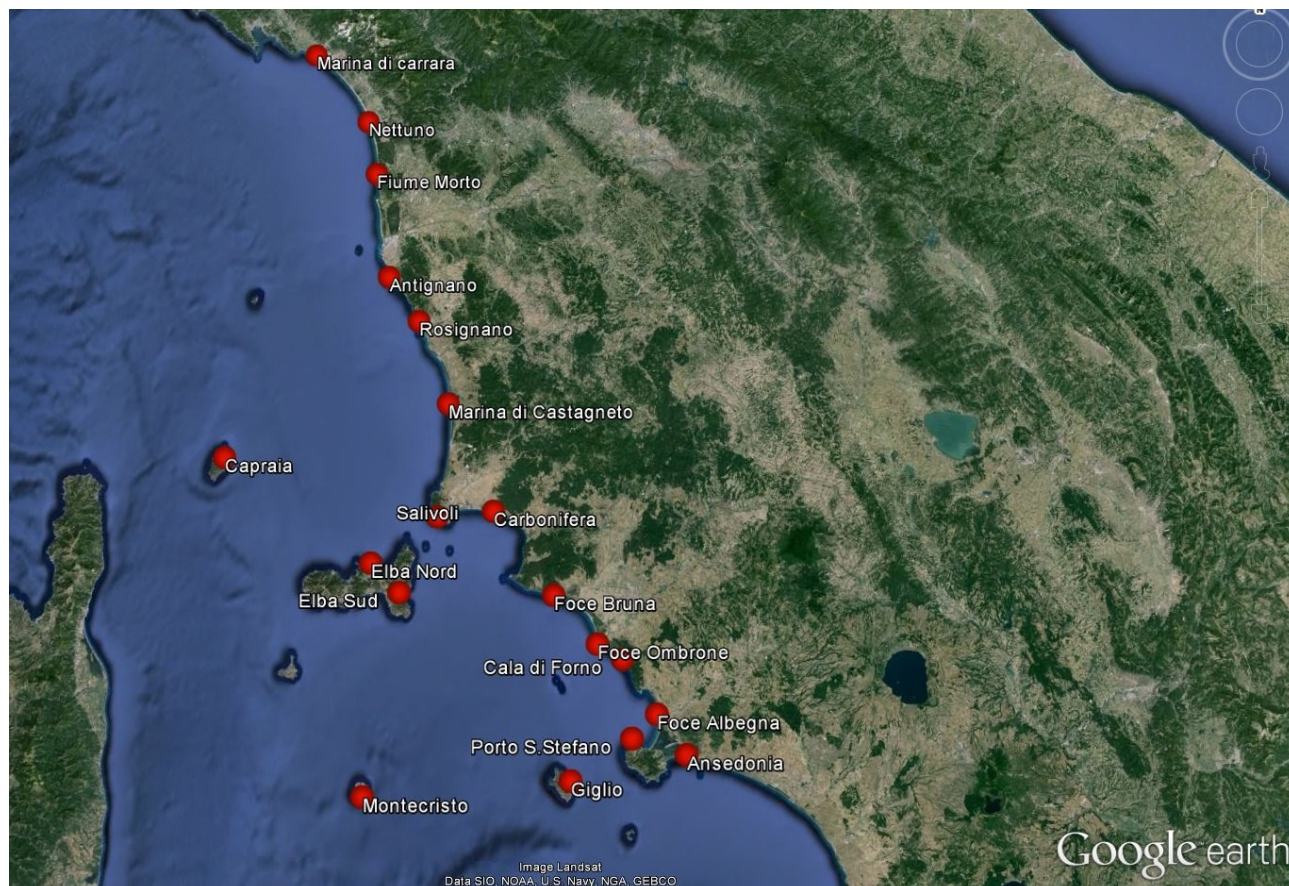 Marina di carrara
Nettuno
Fiume Morto
Antignano
Rosignano
Marina di Castagneto
Capraia
Salivoli
Carbonifera
Elba Nord
Elba Sud
Foce Bruna
Foce Ombrone
Cala di Forno
Foce Albegna
Porto S.Stefano
Ansedonia
Giglio
Montecristo
Google earth
Image Landsat
Data SIO, NOAA, U.S. Navy, NGA, GEBCO